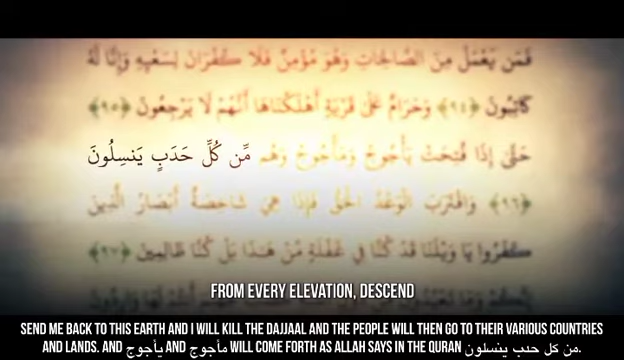 فَمَن يَعْمَلْ مِنَ الصَّالِحَاتِ وَهُوَ مُؤْمِنٌ فَلَا كُفْرَانَ لِسَعْيِهِ وَإِنَّا لَهُ
كَاتِبُونَ ﴿٩٤﴾ وَحَرَامٌ عَلَىٰ قَرْيَةٍ أَهْلَكْنَاهَا أَنَّهُمْ لَا يَرْجِعُونَ ﴿٩٥﴾
حَتَّىٰ إِذَا فُتِحَتْ يَأْجُوجُ وَمَأْجُوجُ وَهُم مِّن كُلِّ حَدَبٍ يَنسِلُونَ
﴿٩٦﴾ وَاقْتَرَبَ الْوَعْدُ الْحَقُّ فَإِذَا هِيَ شَاخِصَةٌ أَبْصَارُ الَّذِينَ
كَفَرُوا يَا وَيْلَنَا قَدْ كُنَّا فِي غَفْلَةٍ مِّنْ هَٰذَا بَلْ كُنَّا ظَالِمِينَ ﴿٩٧﴾
FROM EVERY ELEVATION, DESCEND
SEND ME BACK TO THIS EARTH AND I WILL KILL THE DAJJAAL AND THE PEOPLE WILL THEN GO TO THEIR VARIOUS COUNTRIES
AND LANDS. AND يأجوج AND مأجوج WILL COME FORTH AS ALLAH SAYS IN THE QURAN من كل حدب ينسلون.